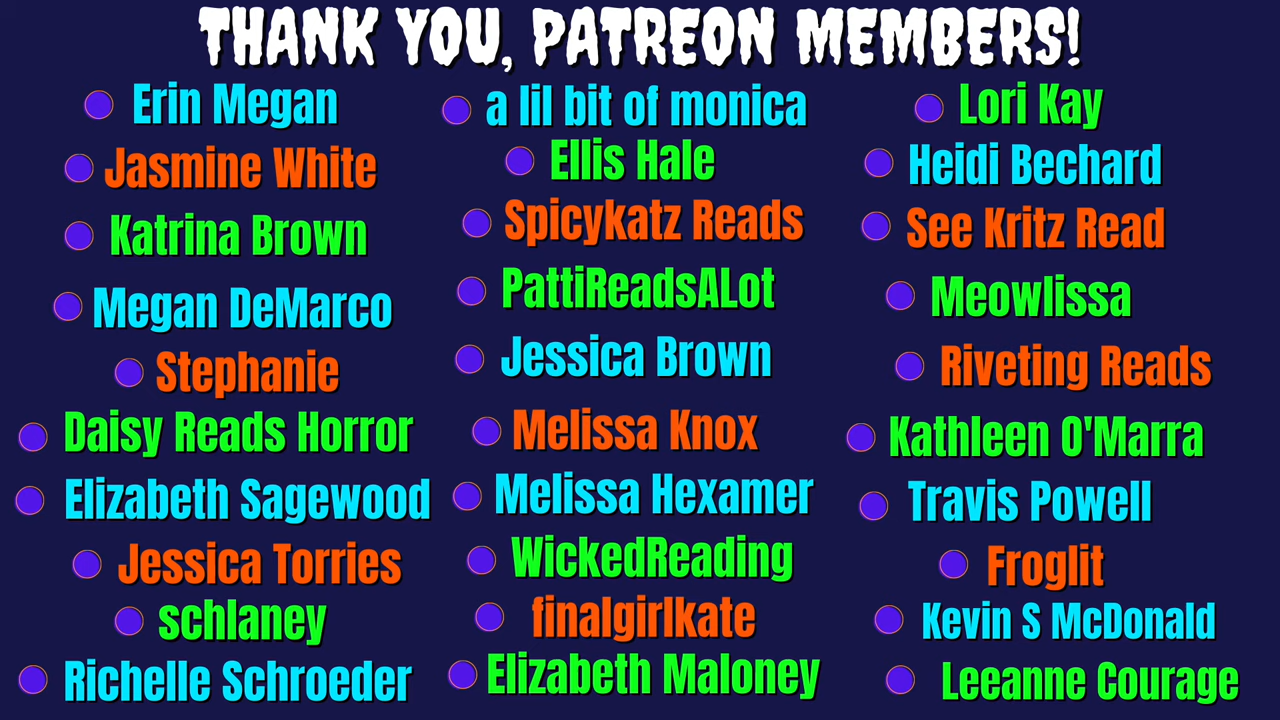 THANK YOU, PATREON MEMBERS!
Erin Megan
Jasmine White
Katrina Brown
Megan DeMarco
Stephanie
Daisy Reads Horror
Elizabeth Sagewood
Jessica Torries
schlaney
Richelle Schroeder
a lil bit of monica
Ellis Hale
Spicykatz Reads
PattiReadsALot
Jessica Brown
Melissa Knox
Melissa Hexamer
WickedReading
finalgirlkate
Elizabeth Maloney
Lori Kay
Heidi Bechard
See Kritz Read
Meowlissa
Riveting Reads
Kathleen O'Marra
Travis Powell
Froglit
Kevin S McDonald
Leeanne Courage